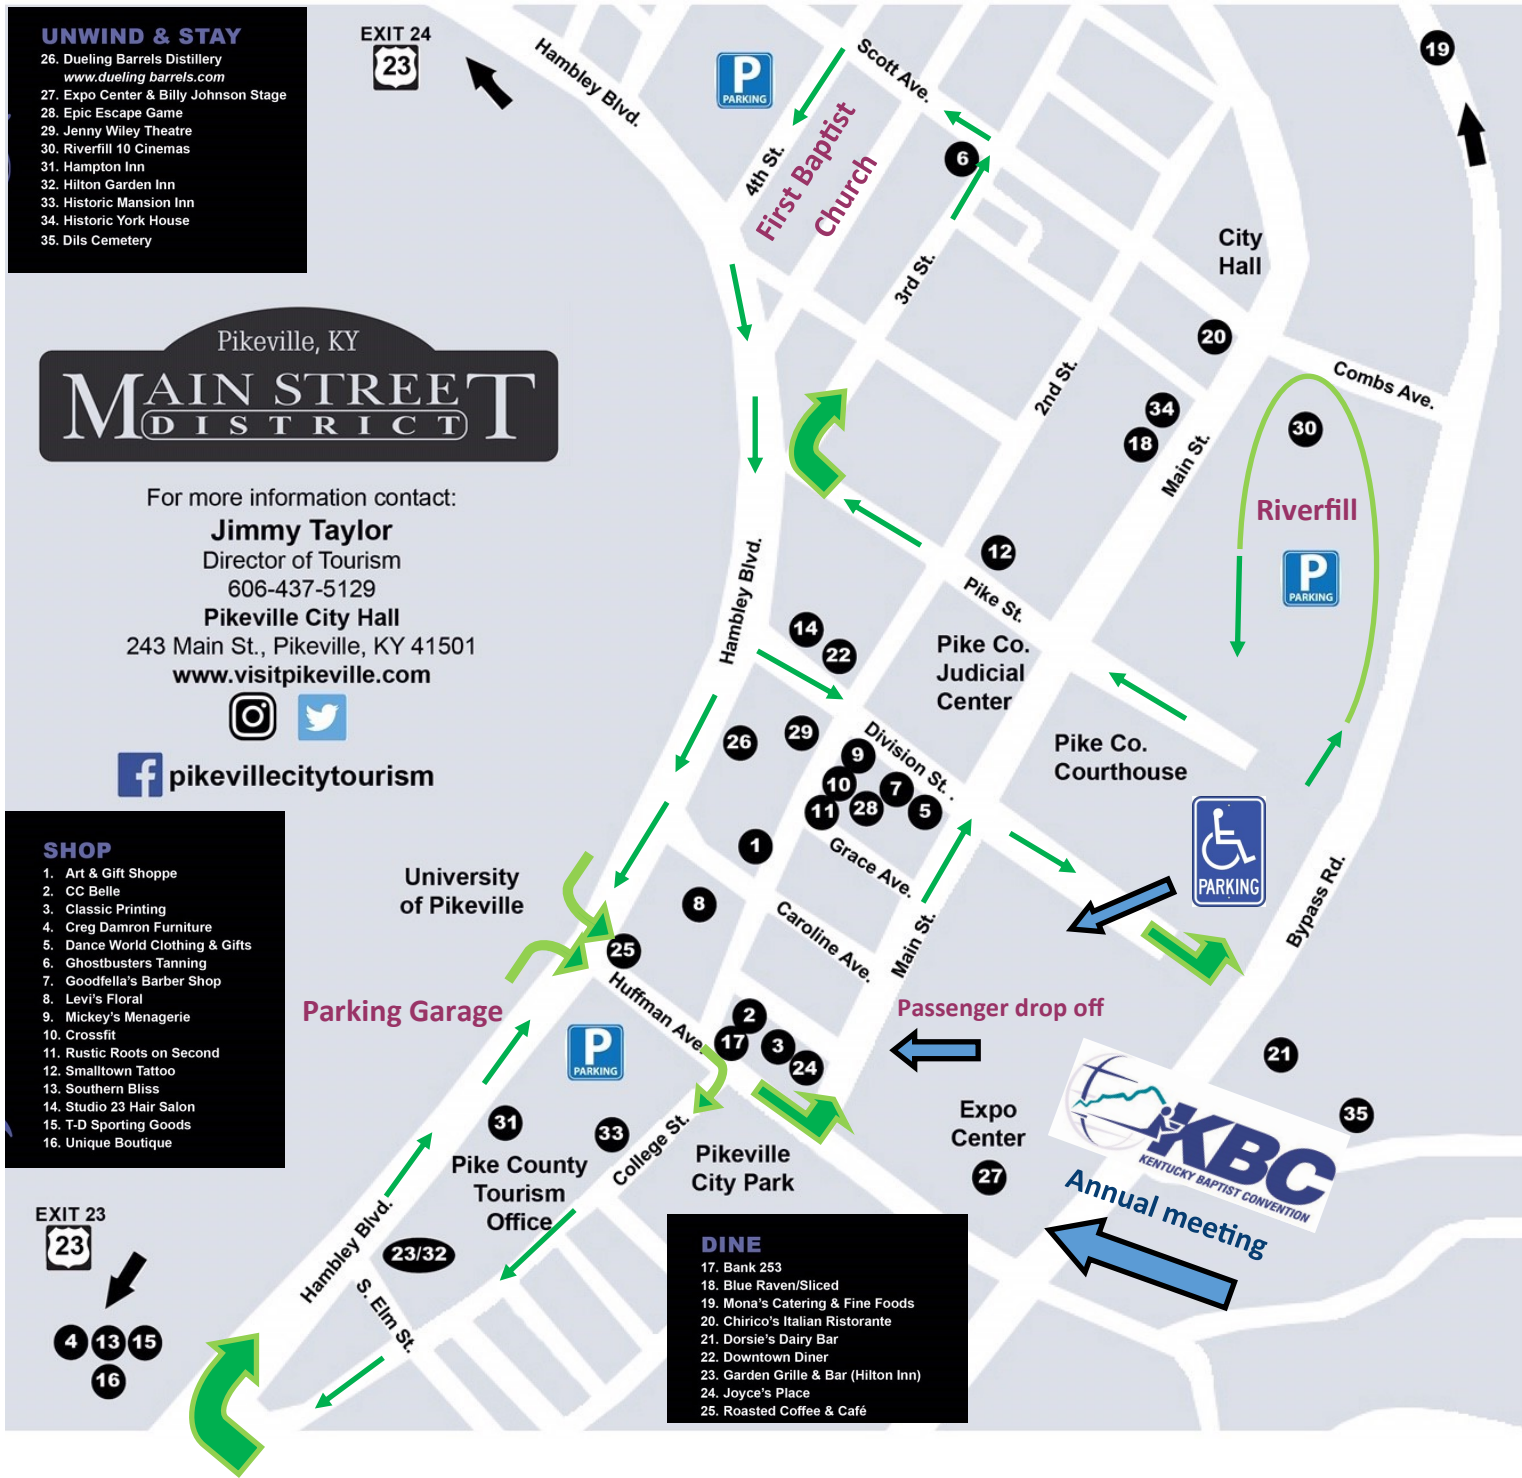 UNWIND & STAY
26. Dueling Barrels Distillery
www.dueling barrels.com
27. Expo Center & Billy Johnson Stage
28. Epic Escape Game
29. Jenny Wiley Theatre
30. Riverfill 10 Cinemas
31. Hampton Inn
32. Hilton Garden Inn
33. Historic Mansion Inn
34. Historic York House
35. Dils Cemetery
EXIT 24
23
Hambley Blvd.
P
PARKING
Scott Ave.
4th St.
First Baptist
Church
6
19
3rd St.
City
Hall
20
Combs Ave.
2nd St.
34
18
Main St.
30
Riverfill
P
PARKING
Pikeville, KY
MAIN STREET
DISTRICT
For more information contact:
Jimmy Taylor
Director of Tourism
606-437-5129
Pikeville City Hall
243 Main St., Pikeville, KY 41501
www.visitpikeville.com
pikevillecitytourism
Hambley Blvd.
12
Pike St.
14
22
Pike Co.
Judicial
Center
26
29
Division St. .
9
10
7
11
28
5
Pike Co.
Courthouse
PARKING
1
Grace Ave.
University
of Pikeville
8
Caroline Ave.
Main St.
Bypass Rd.
25
Huffman Ave.
Parking Garage
P
PARKING
2
17
3
24
Passenger drop off
21
35
SHOP
1. Art & Gift Shoppe
2. CC Belle
3. Classic Printing
4. Creg Damron Furniture
5. Dance World Clothing & Gifts
6. Ghostbusters Tanning
7. Goodfella's Barber Shop
8. Levi's Floral
9. Mickey's Menagerie
10. Crossfit
11. Rustic Roots on Second
12. Smalltown Tattoo
13. Southern Bliss
14. Studio 23 Hair Salon
15. T-D Sporting Goods
16. Unique Boutique
31
33
College St.
Pikeville
City Park
Expo
Center
27
KBC
KENTUCKY BAPTIST CONVENTION
Annual meeting
Pike County
Tourism
Office
23/32
Hambley Blvd.
S. Elm St.
EXIT 23
23
4
13
15
16
DINE
17. Bank 253
18. Blue Raven/Sliced
19. Mona's Catering & Fine Foods
20. Chirico's Italian Ristorante
21. Dorsie's Dairy Bar
22. Downtown Diner
23. Garden Grille & Bar (Hilton Inn)
24. Joyce's Place
25. Roasted Coffee & Café